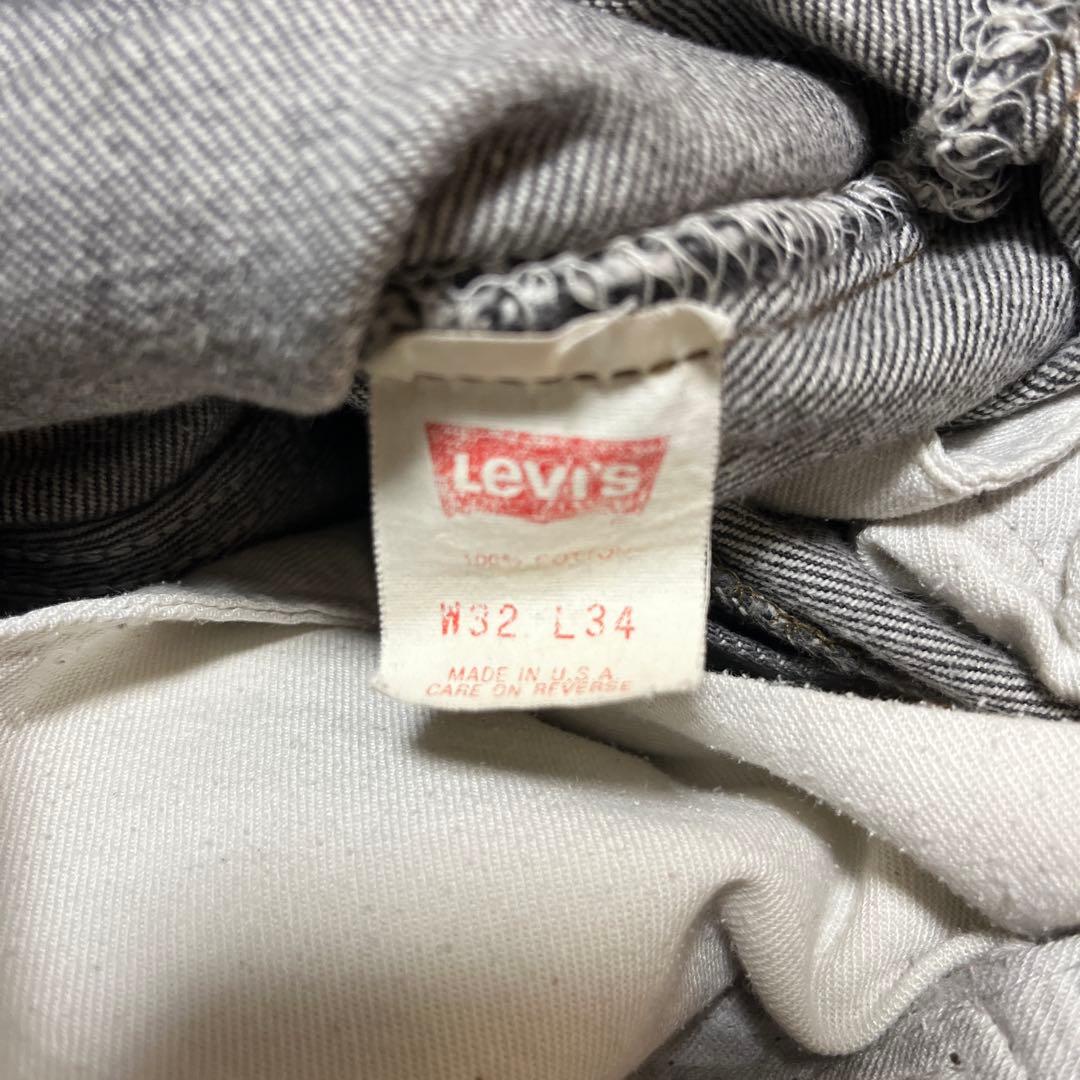 Levi's
100% COTTON
W32 L34
MADE IN U.S.A.
CARE ON REVERSE